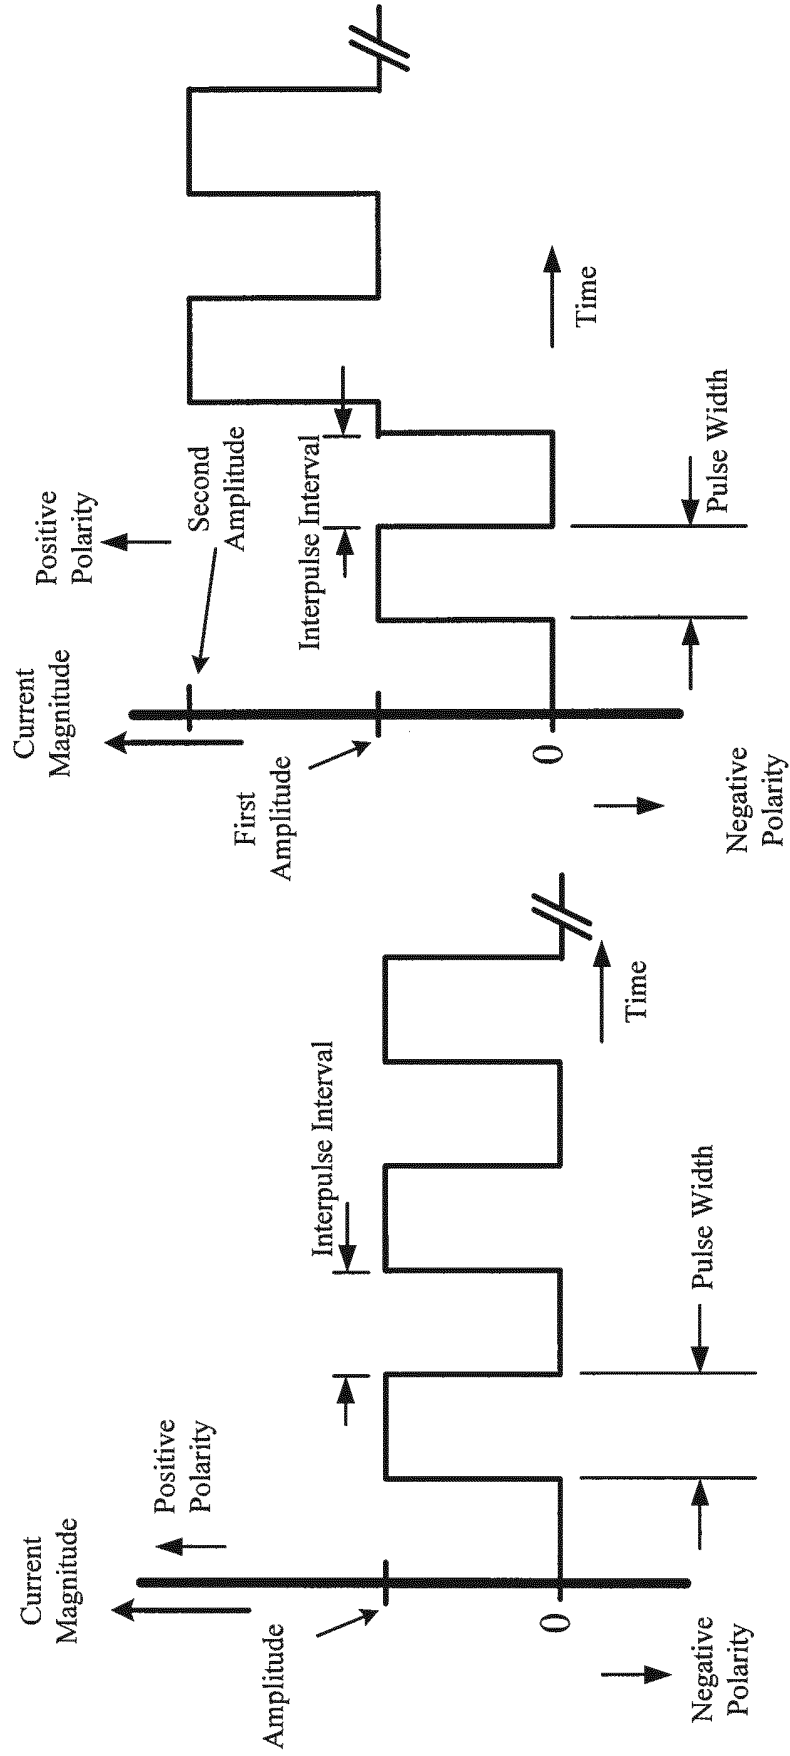 Current
Magnitude
Positive
Polarity
Amplitude
Interpulse Interval
0
Time
Pulse Width
Negative
Polarity
Current
Magnitude
Positive
Polarity
Second
Amplitude
First
Amplitude
Interpulse Interval
0
Time
Pulse Width
Negative
Polarity